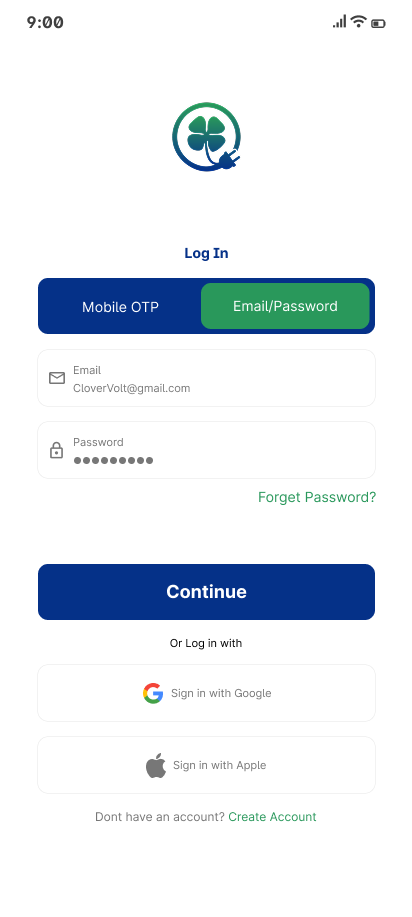 9:00
Log In
Mobile OTP
Email/Password
Email
CloverVolt@gmail.com
Password
Forget Password?
Continue
Or Log in with
Sign in with Google
Sign in with Apple
Dont have an account? Create Account